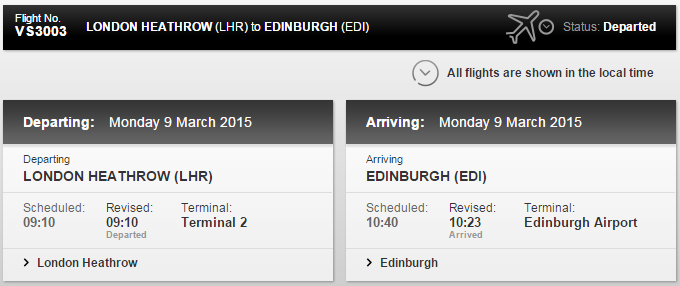 Flight No.
VS3003
LONDON HEATHROW (LHR) to EDINBURGH (EDI)
Status: Departed
All flights are shown in the local time
Departing: Monday 9 March 2015
Departing
LONDON HEATHROW (LHR)
Scheduled: Revised: Terminal:
09:10 09:10 Terminal 2
Departed
London Heathrow
Arriving: Monday 9 March 2015
Arriving
EDINBURGH (EDI)
Scheduled: Revised: Terminal:
10:40 10:23 Edinburgh Airport
Arrived
Edinburgh